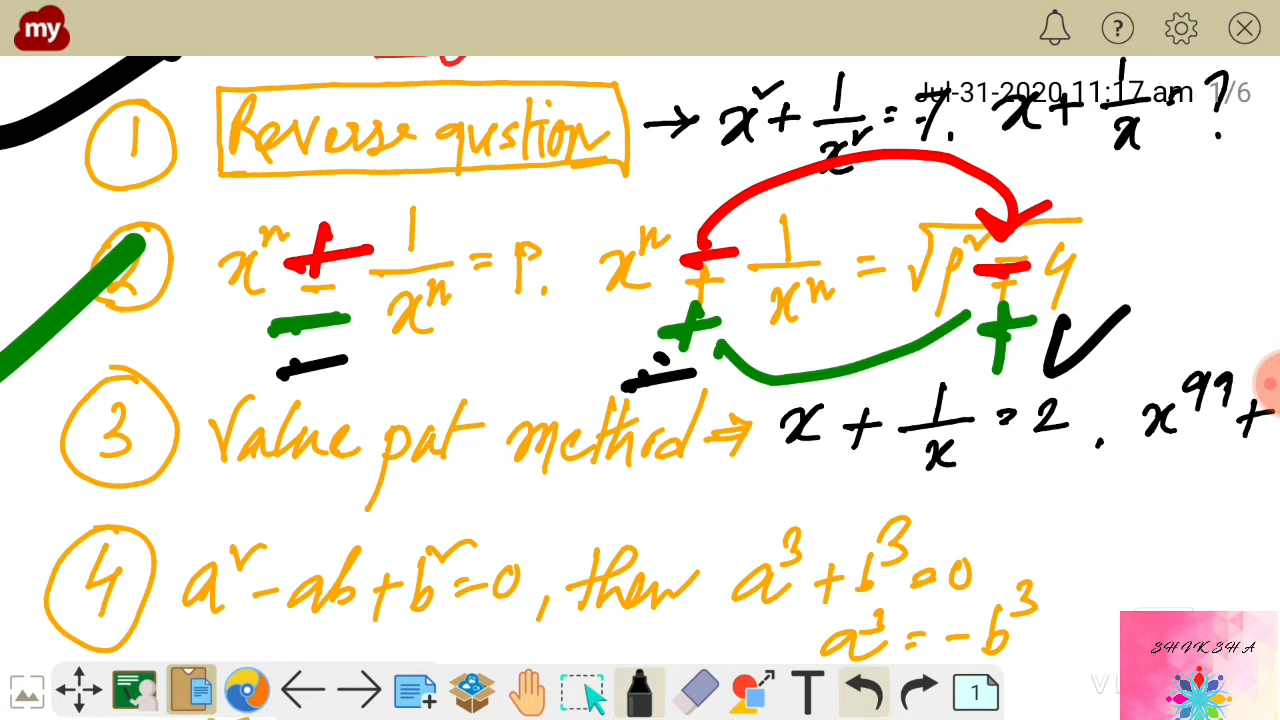 my
Jul-31-2020 11:17 am 1/6
① Reverse qustion → x² + 1/x² = 7. x + 1/x = ?
② xⁿ ± 1/xⁿ = P. xⁿ ∓ 1/xⁿ = √P² ∓ 4
③ Value put method ⇒ x + 1/x = 2 . x⁹⁹ +
④ a² - ab + b² = 0, then a³ + b³ = 0
a³ = - b³
SHIKSHA
1